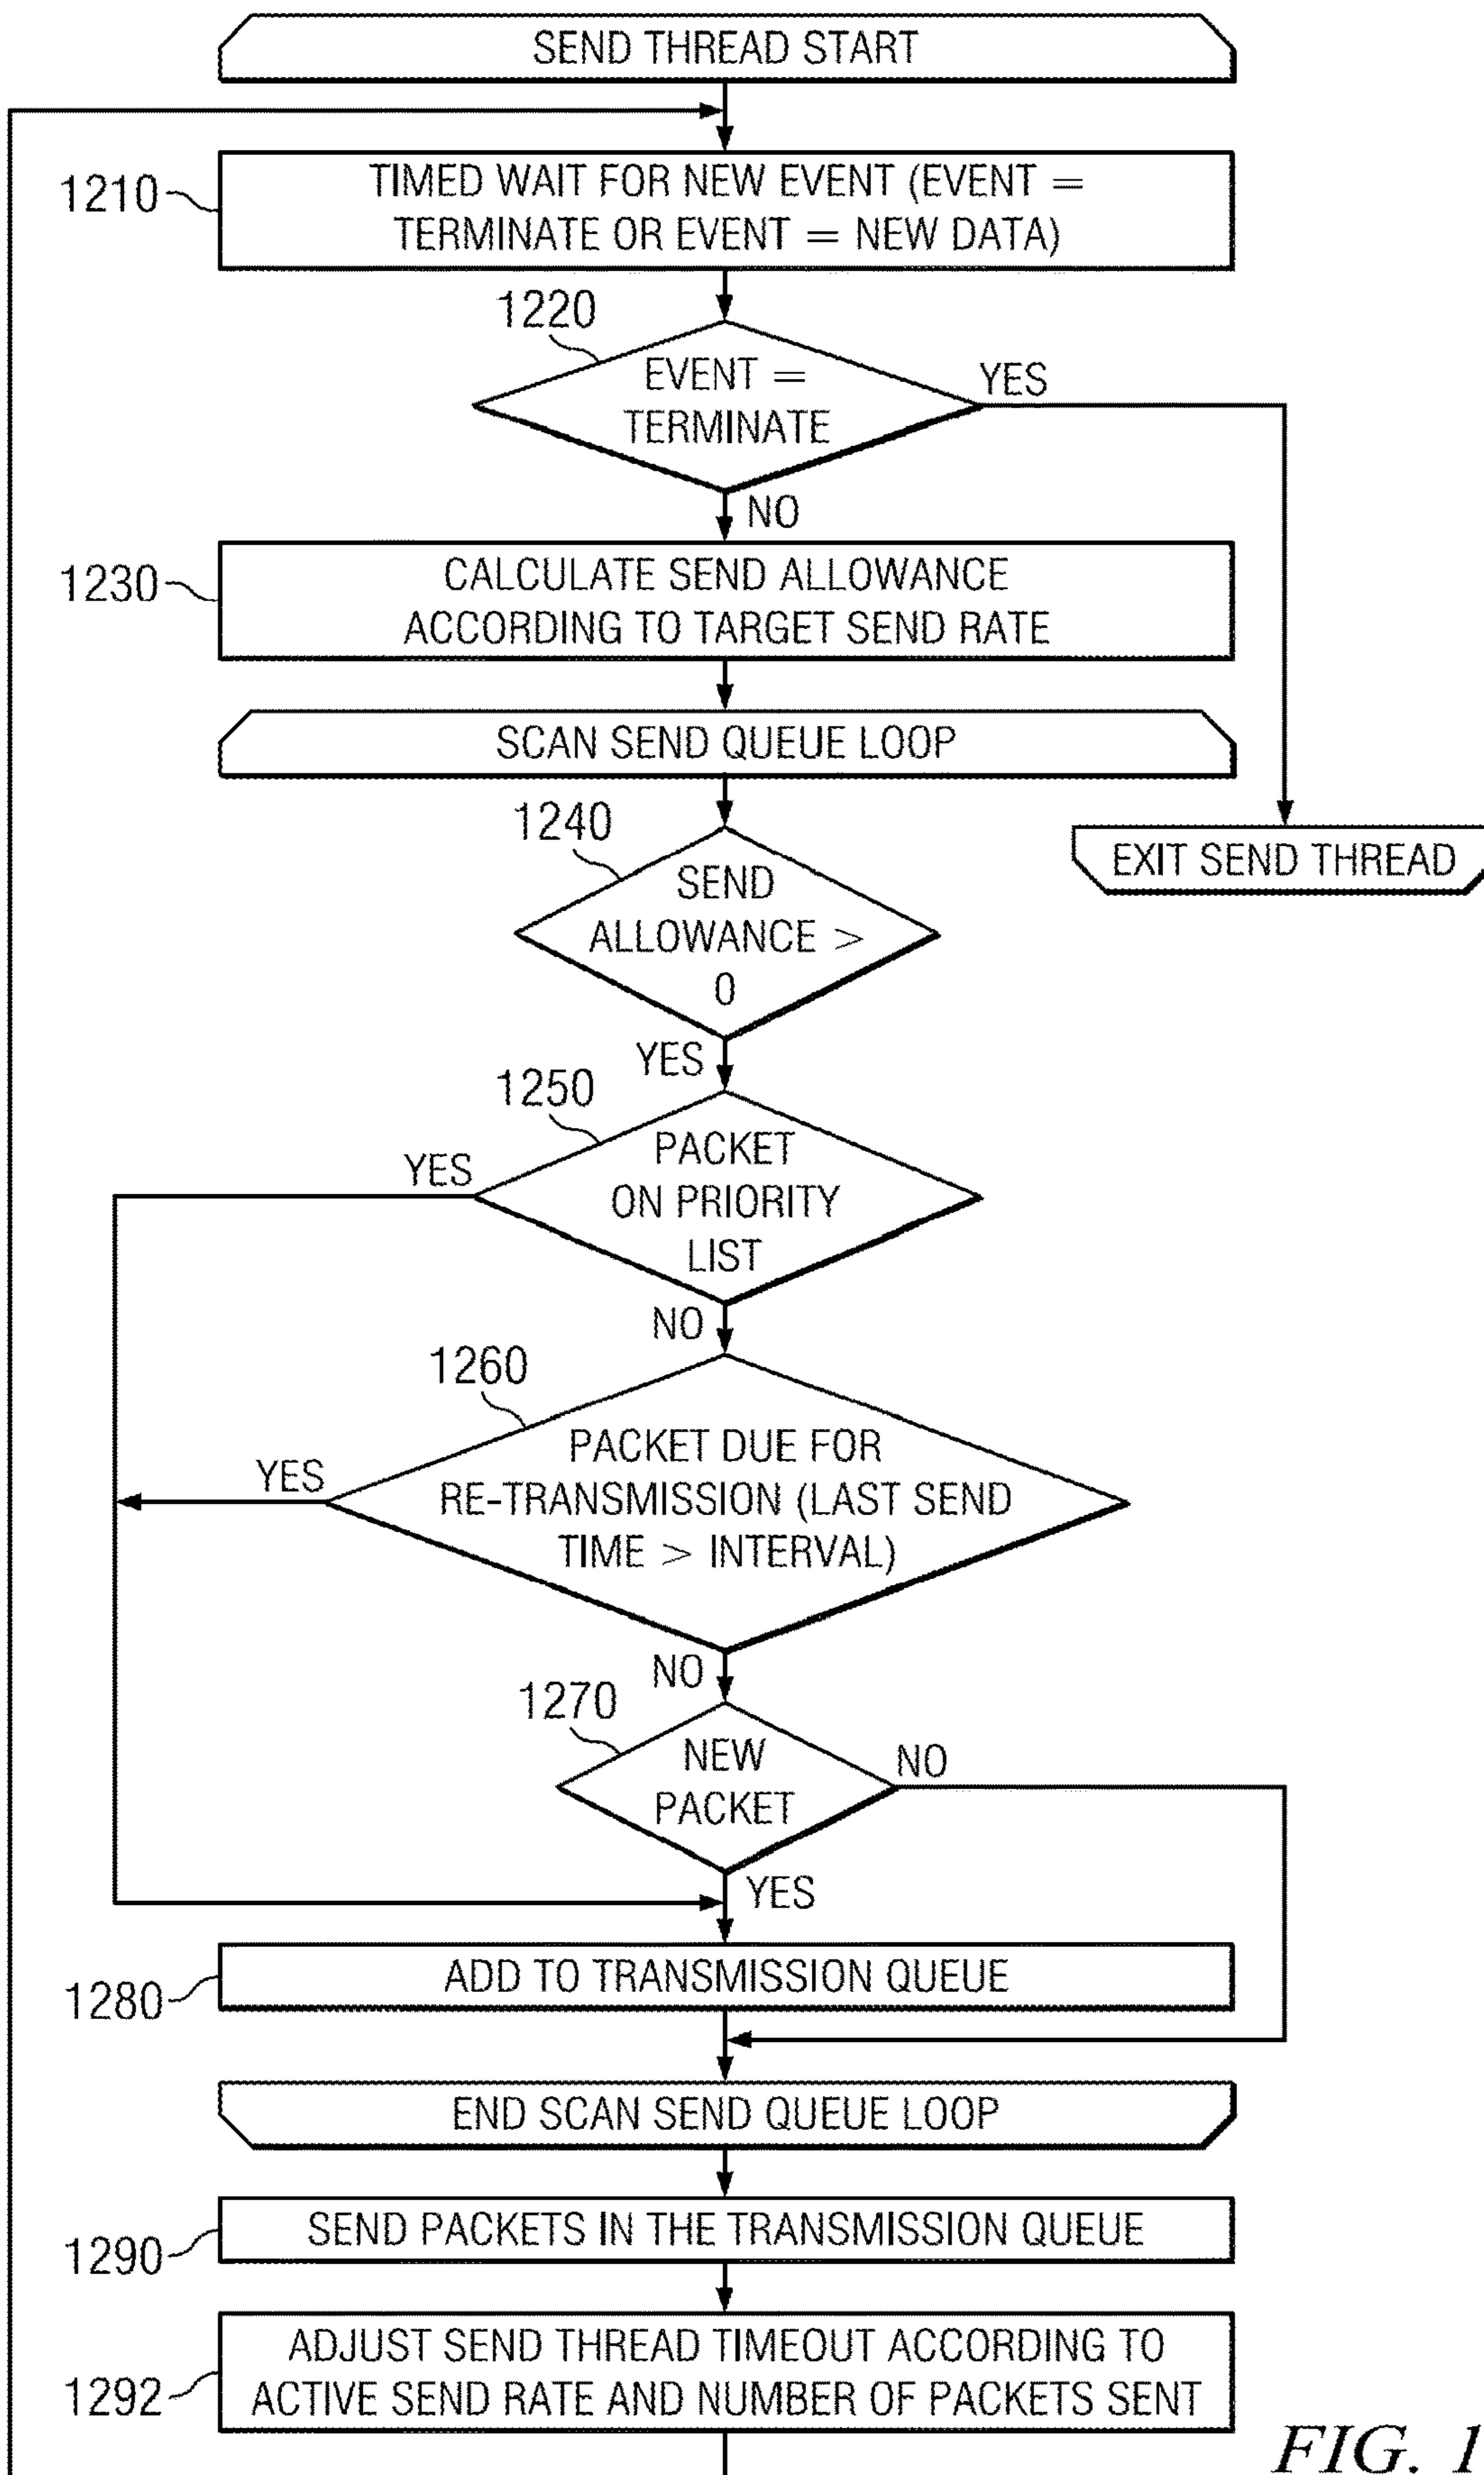 SEND THREAD START
1210
TIMED WAIT FOR NEW EVENT (EVENT =
TERMINATE OR EVENT = NEW DATA)
1220
EVENT =
TERMINATE
YES
NO
1230
CALCULATE SEND ALLOWANCE
ACCORDING TO TARGET SEND RATE
SCAN SEND QUEUE LOOP
1240
SEND
ALLOWANCE >
0
EXIT SEND THREAD
YES
1250
PACKET
ON PRIORITY
LIST
YES
NO
1260
PACKET DUE FOR
RE-TRANSMISSION (LAST SEND
TIME > INTERVAL)
YES
NO
1270
NEW
PACKET
NO
YES
1280
ADD TO TRANSMISSION QUEUE
END SCAN SEND QUEUE LOOP
1290
SEND PACKETS IN THE TRANSMISSION QUEUE
1292
ADJUST SEND THREAD TIMEOUT ACCORDING TO
ACTIVE SEND RATE AND NUMBER OF PACKETS SENT
FIG. 1